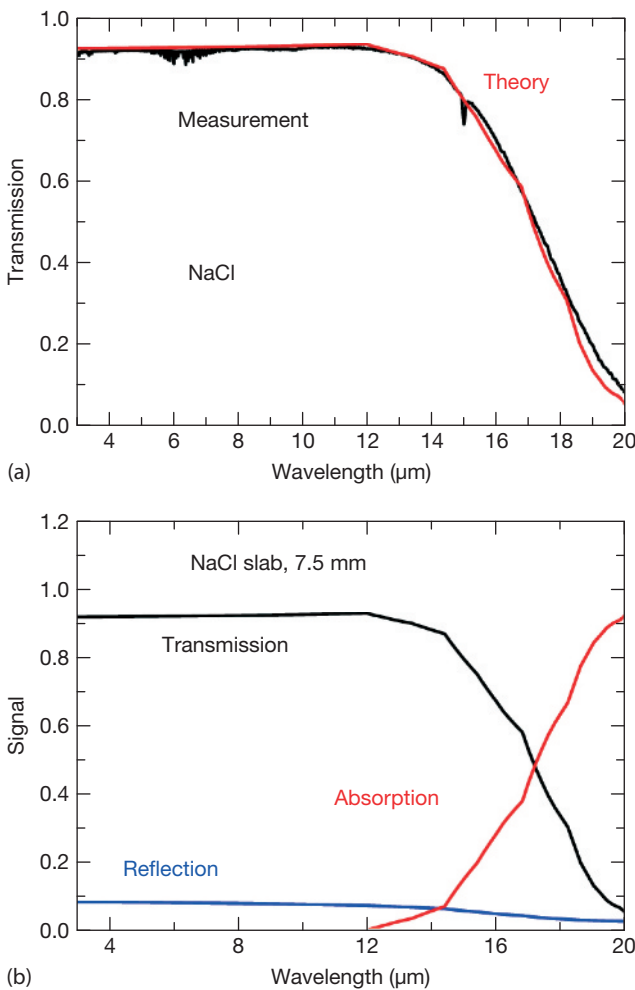 1.0
0.8
0.6
0.4
0.2
0.0
Transmission
Theory
Measurement
NaCl
4 6 8 10 12 14 16 18 20
Wavelength (µm)
(a)
1.2
1.0
0.8
0.6
0.4
0.2
0.0
Signal
NaCl slab, 7.5 mm
Transmission
Absorption
Reflection
4 8 12 16 20
Wavelength (µm)
(b)